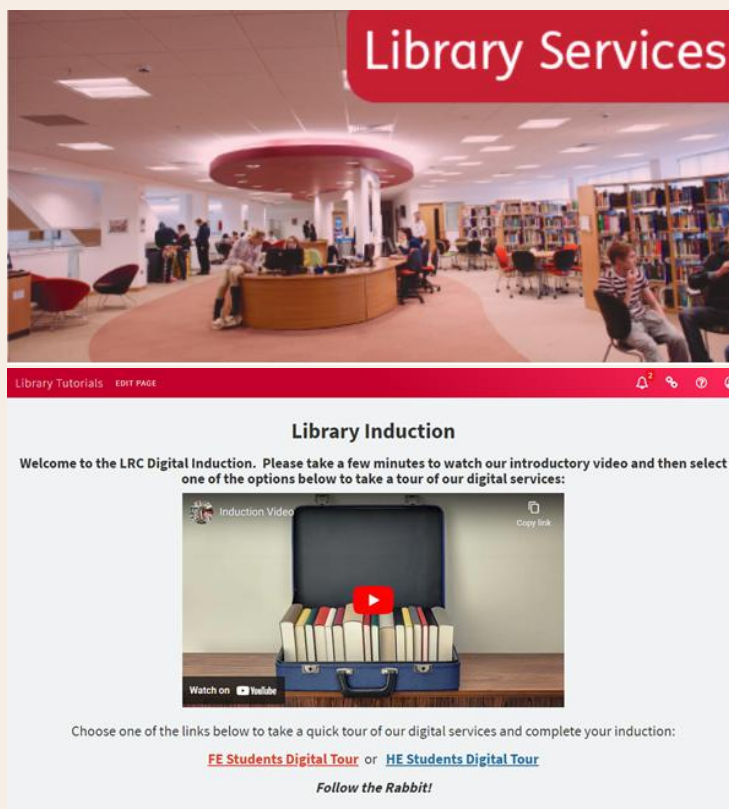 Library Services
Library Tutorials EDIT PAGE
2
Library Induction
Welcome to the LRC Digital Induction. Please take a few minutes to watch our introductory video and then select
one of the options below to take a tour of our digital services:
Induction Video
Copy link
Watch on YouTube
Choose one of the links below to take a quick tour of our digital services and complete your induction:
FE Students Digital Tour or HE Students Digital Tour
Follow the Rabbit!